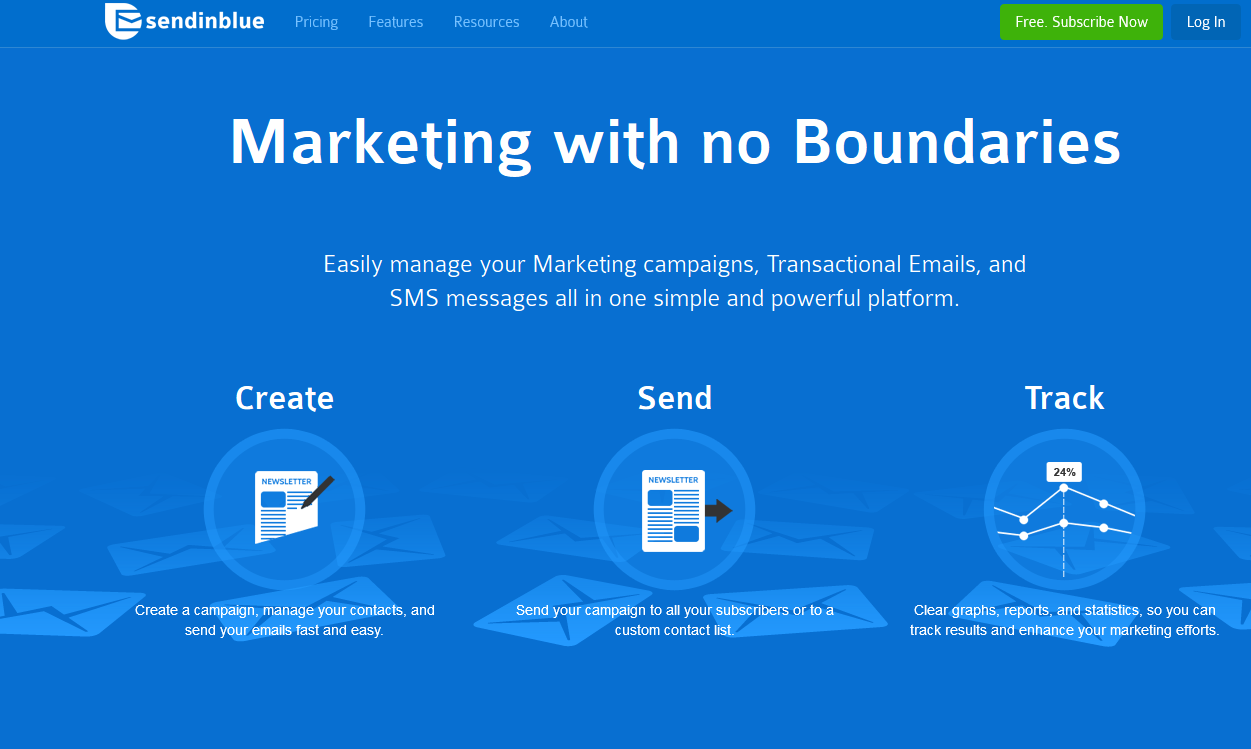 sendinblue
Pricing
Features
Resources
About
Free. Subscribe Now
Log In
Marketing with no Boundaries
Easily manage your Marketing campaigns, Transactional Emails, and
SMS messages all in one simple and powerful platform.
Create
NEWSLETTER
Create a campaign, manage your contacts, and
send your emails fast and easy.
Send
NEWSLETTER
Send your campaign to all your subscribers or to a
custom contact list.
Track
24%
Clear graphs, reports, and statistics, so you can
track results and enhance your marketing efforts.